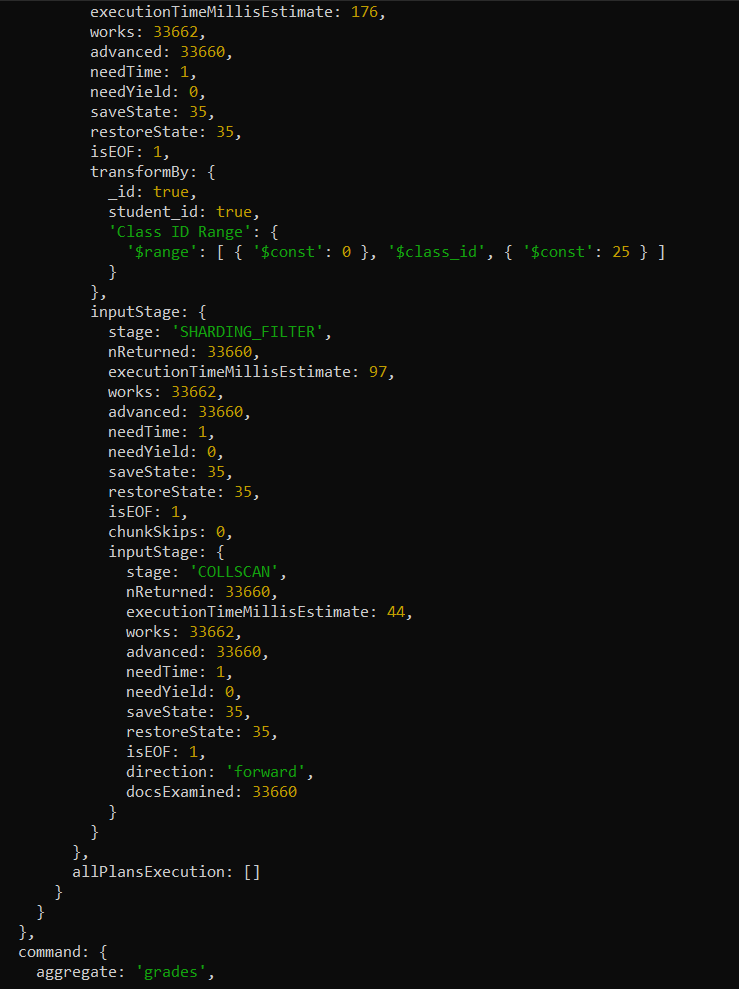 executionTimeMillisEstimate: 176,
works: 33662,
advanced: 33660,
needTime: 1,
needYield: 0,
saveState: 35,
restoreState: 35,
isEOF: 1,
transformBy: {
_id: true,
student_id: true,
'Class ID Range': {
'$range': [ { '$const': 0 }, '$class_id', { '$const': 25 } ]
}
},
inputStage: {
stage: 'SHARDING_FILTER',
nReturned: 33660,
executionTimeMillisEstimate: 97,
works: 33662,
advanced: 33660,
needTime: 1,
needYield: 0,
saveState: 35,
restoreState: 35,
isEOF: 1,
chunkSkips: 0,
inputStage: {
stage: 'COLLSCAN',
nReturned: 33660,
executionTimeMillisEstimate: 44,
works: 33662,
advanced: 33660,
needTime: 1,
needYield: 0,
saveState: 35,
restoreState: 35,
isEOF: 1,
direction: 'forward',
docsExamined: 33660
}
}
},
allPlansExecution: []
}
}
},
command: {
aggregate: 'grades',